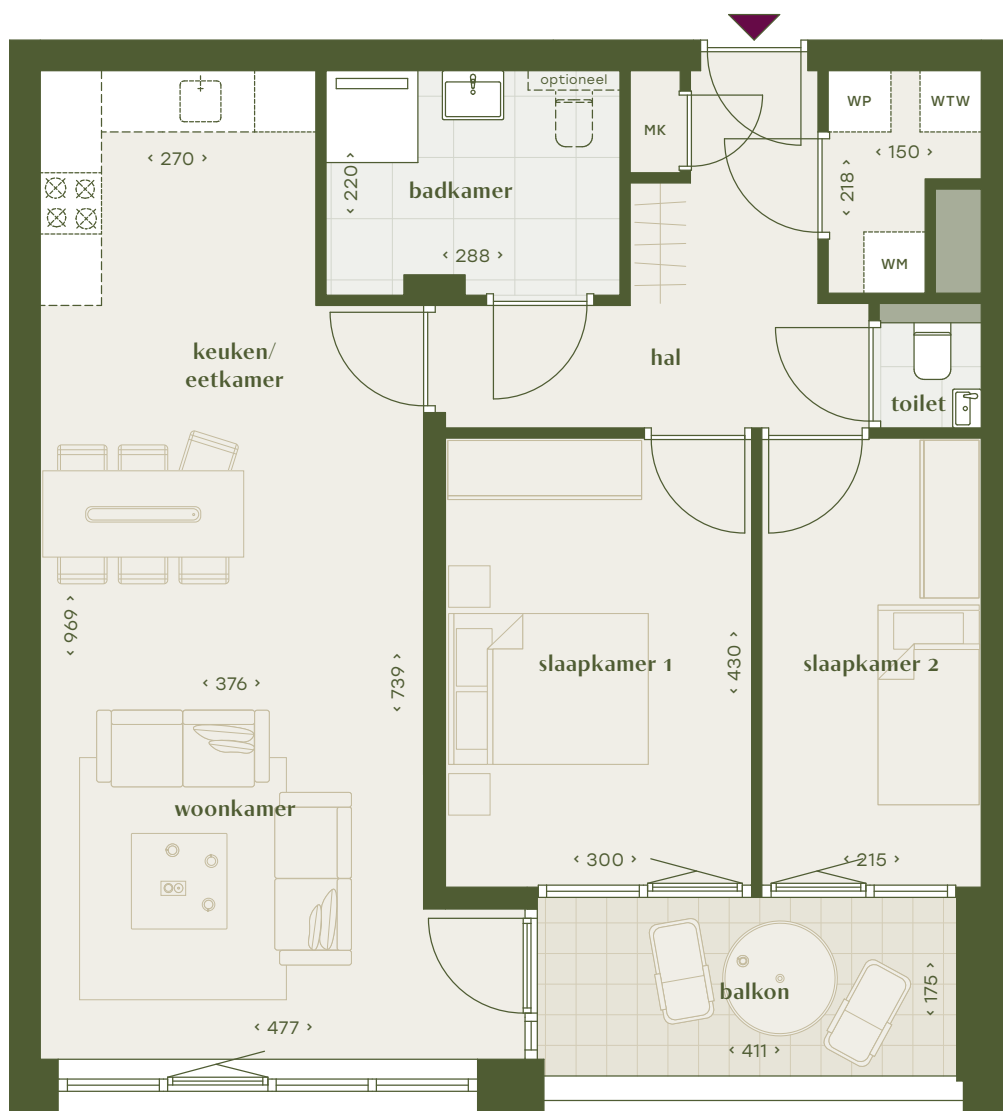 optioneel
WP
WTW
MK
‹ 270 ›
‹ 220 ›
badkamer
‹ 150 ›
‹ 218 ›
‹ 288 ›
WM
keuken/
eetkamer
hal
toilet
‹ 969 ›
‹ 376 ›
‹ 739 ›
slaapkamer 1
‹ 430 ›
slaapkamer 2
woonkamer
‹ 300 ›
‹ 215 ›
balkon
‹ 175 ›
‹ 477 ›
‹ 411 ›